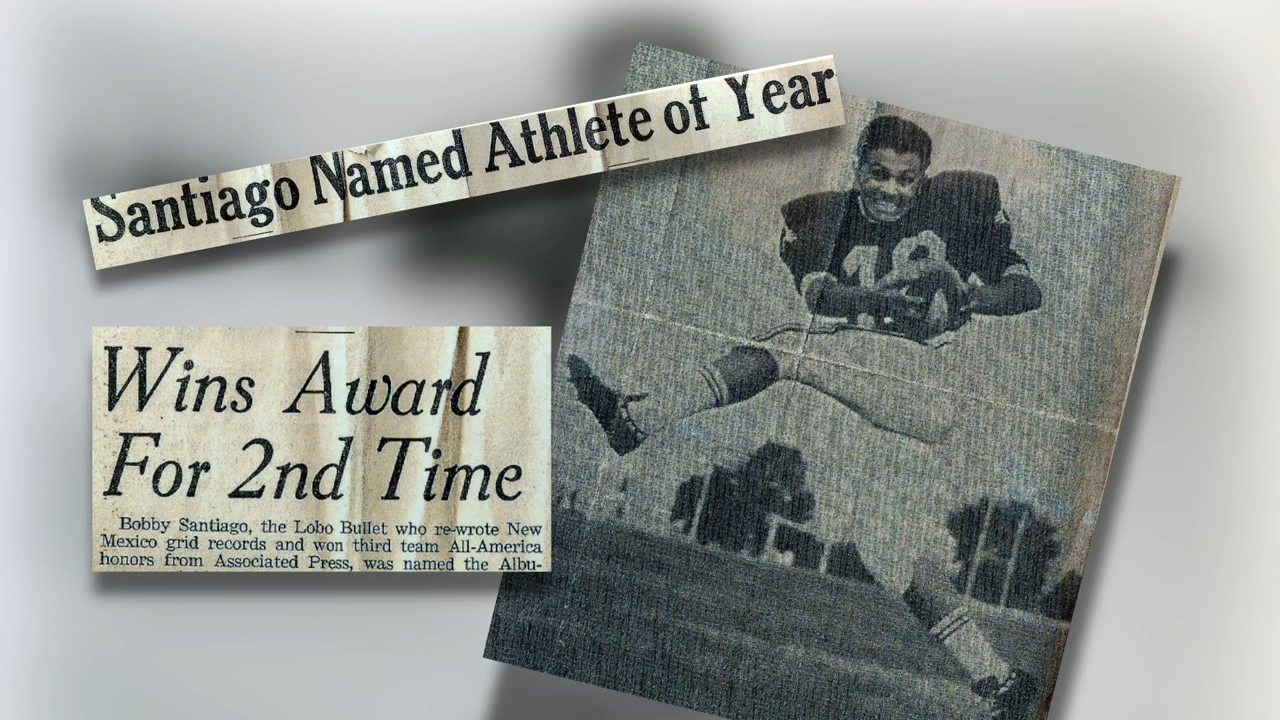 Santiago Named Athlete of Year
Wins Award
For 2nd Time
Bobby Santiago, the Lobo Bullet who re-wrote New
Mexico grid records and won third team All-America
honors from Associated Press, was named the Albu-